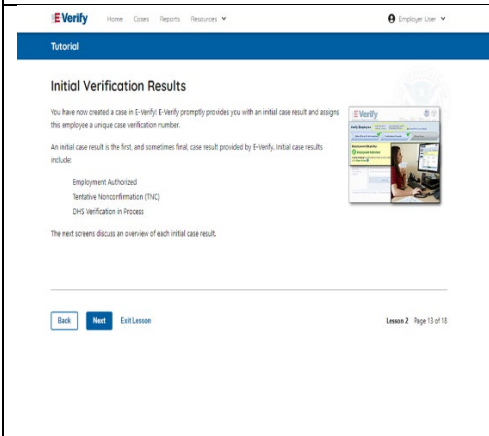 E-Verify Home Cases Reports Resources Employer User
Tutorial
Initial Verification Results
You have now created a case in E-Verify! E-Verify promptly provides you with an initial case result and assigns
this employee a unique case verification number.
An initial case result is the first, and sometimes final, case result provided by E-Verify. Initial case results
include:
Employment Authorized
Tentative Nonconfirmation (TNC)
DHS Verification in Process
The next screens discuss an overview of each initial case result.
E-Verify
Back Next Exit Lesson Lesson 2 Page 13 of 18